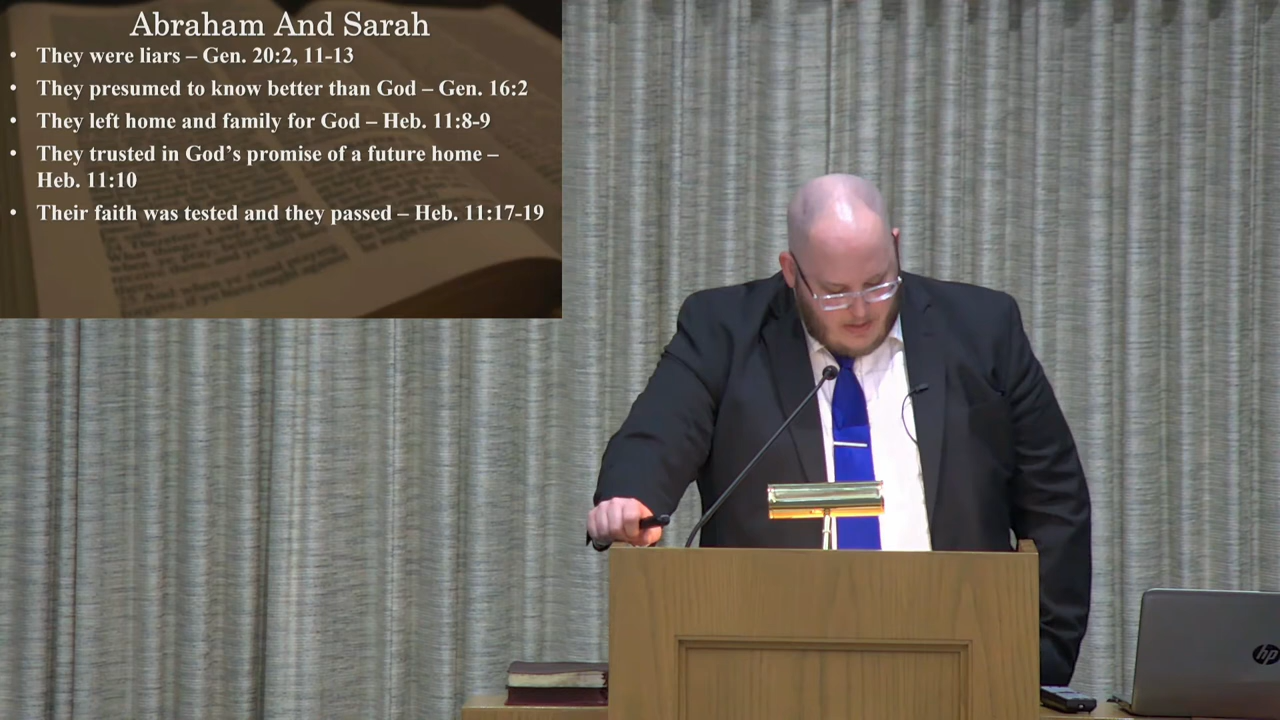 Abraham And Sarah
• They were liars – Gen. 20:2, 11-13
• They presumed to know better than God – Gen. 16:2
• They left home and family for God – Heb. 11:8-9
• They trusted in God's promise of a future home –
Heb. 11:10
• Their faith was tested and they passed – Heb. 11:17-19
hp